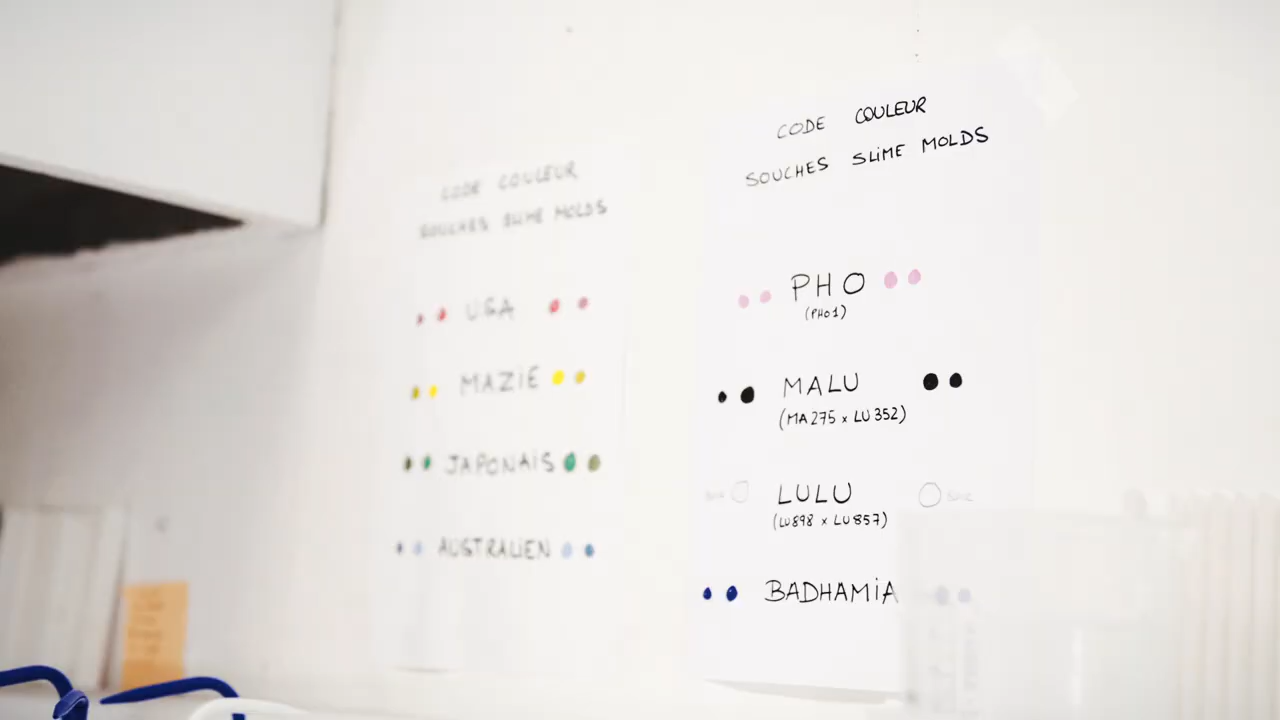 CODE COULEUR
SOUCHES SLIME MOLDS
UGA
MAZIE
JAPONAIS
AUSTRALIEN
CODE COULEUR
SOUCHES SLIME MOLDS
PHO
(PHO1)
MALU
(MA275 x LU352)
LULU
(LU898 x LU857)
BADHAMIA